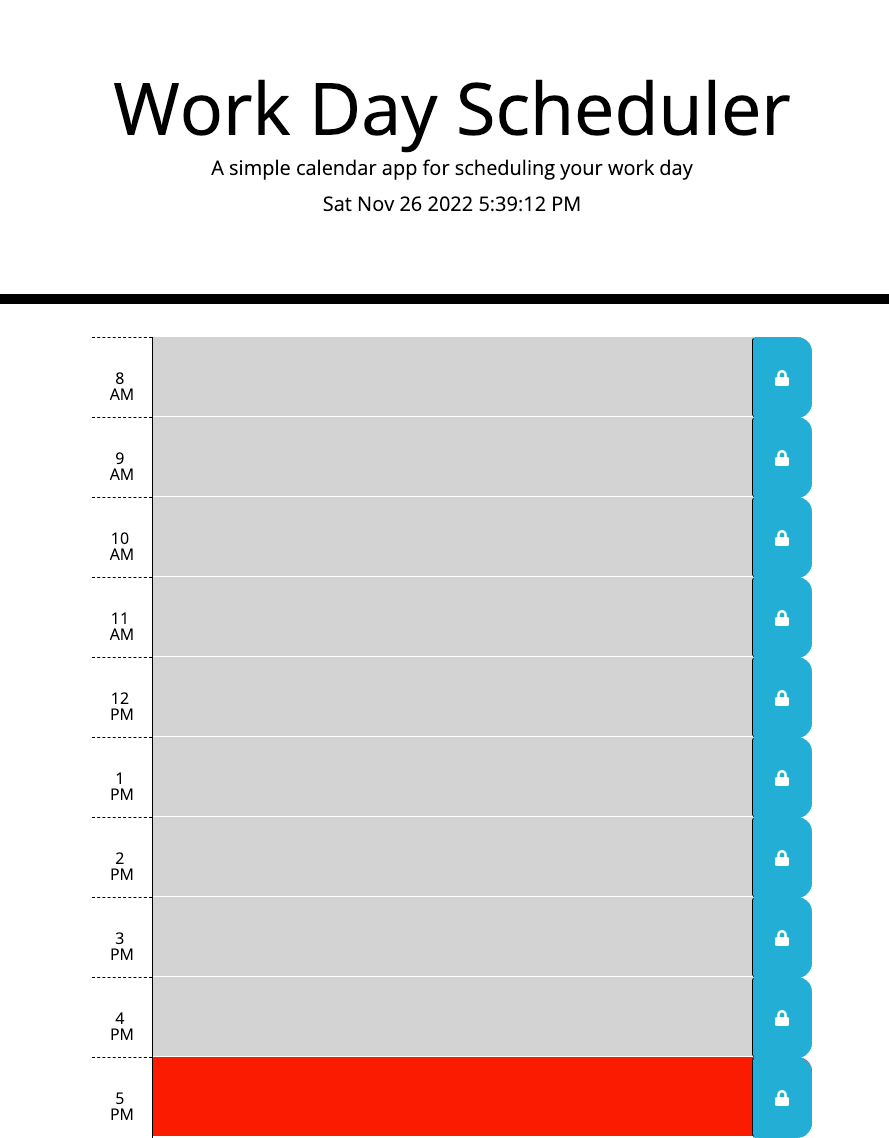 Work Day Scheduler
A simple calendar app for scheduling your work day
Sat Nov 26 2022 5:39:12 PM
8
AM
9
AM
10
AM
11
AM
12
PM
1
PM
2
PM
3
PM
4
PM
5
PM